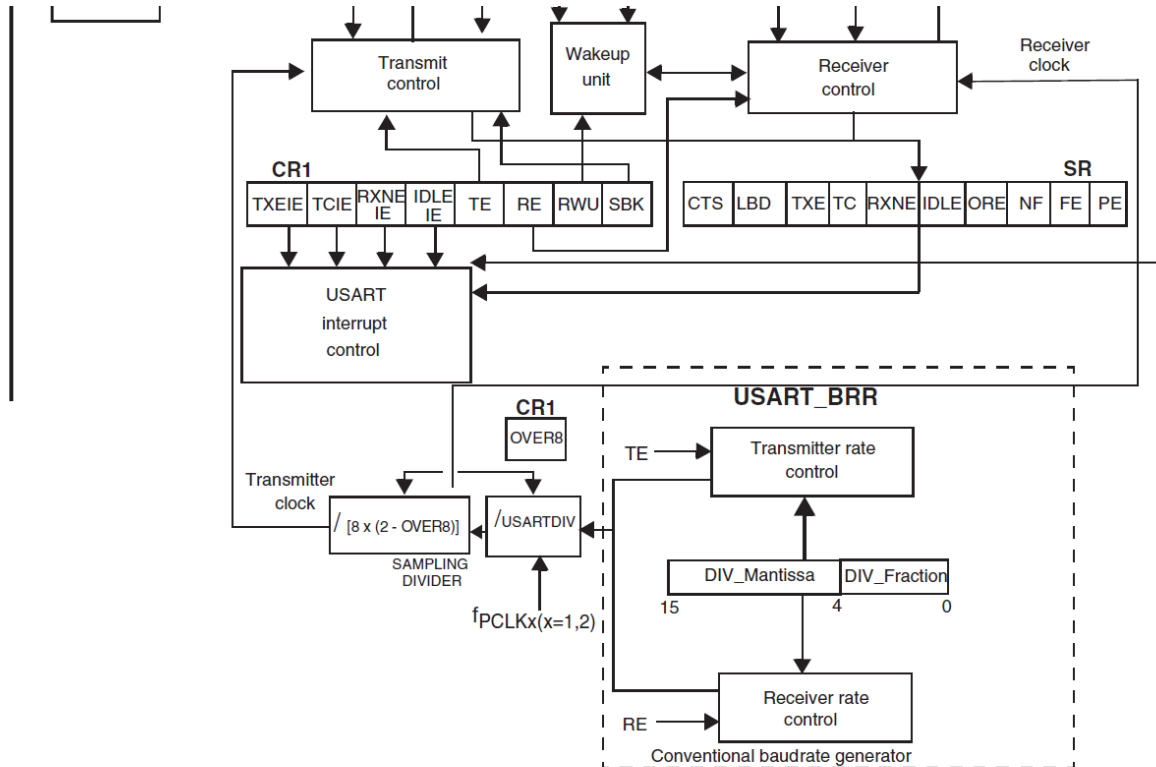 Transmit
control
Wakeup
unit
Receiver
control
Receiver
clock
CR1
SR
TXEIE TCIE RXNE IE IDLE IE TE RE RWU SBK
CTS LBD TXE TC RXNE IDLE ORE NF FE PE
USART
interrupt
control
USART_BRR
CR1
OVER8
TE
Transmitter rate
control
Transmitter
clock
/ [8 x (2 - OVER8)]
/USARTDIV
SAMPLING
DIVIDER
DIV_Mantissa DIV_Fraction
15 4 0
fPCLKx(x=1,2)
Receiver rate
control
RE
Conventional baudrate generator